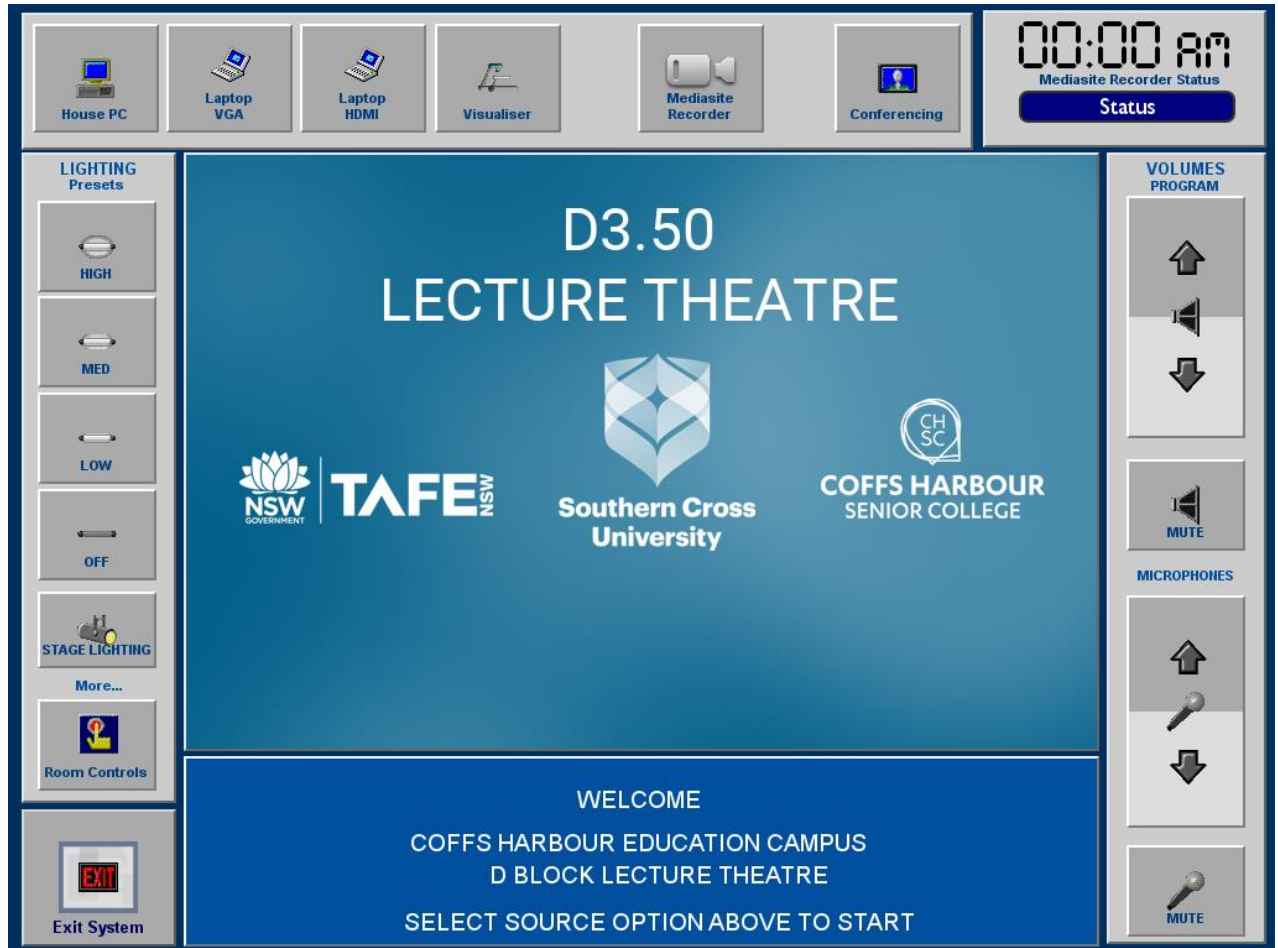 House PC
Laptop
VGA
Laptop
HDMI
Visualiser
Mediasite
Recorder
Conferencing
00:00 AM
Mediasite Recorder Status
Status
LIGHTING
Presets
HIGH
MED
LOW
OFF
STAGE LIGHTING
More...
Room Controls
EXIT
Exit System
D3.50
LECTURE THEATRE
NSW
GOVERNMENT
TAFE
NSW
Southern Cross
University
CH
SC
COFFS HARBOUR
SENIOR COLLEGE
WELCOME
COFFS HARBOUR EDUCATION CAMPUS
D BLOCK LECTURE THEATRE
SELECT SOURCE OPTION ABOVE TO START
VOLUMES
PROGRAM
MUTE
MICROPHONES
MUTE